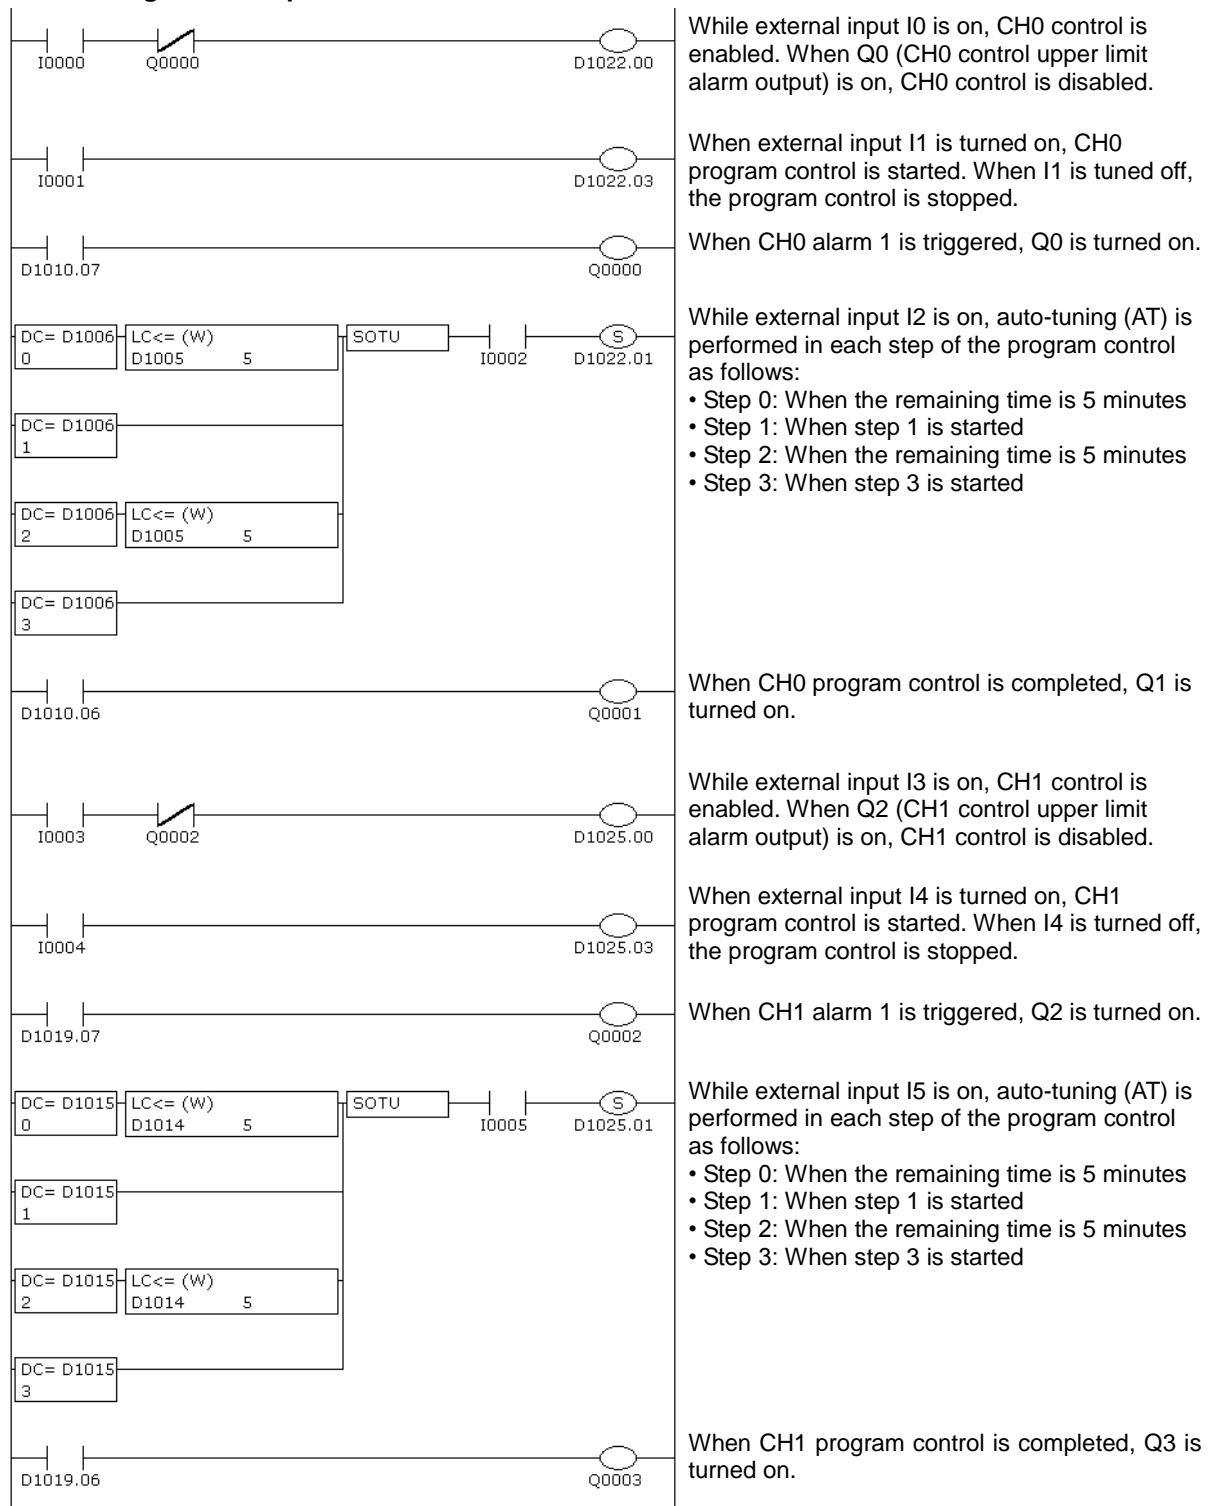 I0000 Q0000 D1022.00
While external input I0 is on, CH0 control is
enabled. When Q0 (CH0 control upper limit
alarm output) is on, CH0 control is disabled.
I0001 D1022.03
When external input I1 is turned on, CH0
program control is started. When I1 is tuned off,
the program control is stopped.
D1010.07 Q0000
When CH0 alarm 1 is triggered, Q0 is turned on.
DC= D1006 LC<= (W) SOTU S
0 D1005 5 I0002 D1022.01
DC= D1006
1
DC= D1006 LC<= (W)
2 D1005 5
DC= D1006
3
While external input I2 is on, auto-tuning (AT) is
performed in each step of the program control
as follows:
• Step 0: When the remaining time is 5 minutes
• Step 1: When step 1 is started
• Step 2: When the remaining time is 5 minutes
• Step 3: When step 3 is started
D1010.06 Q0001
When CH0 program control is completed, Q1 is
turned on.
I0003 Q0002 D1025.00
While external input I3 is on, CH1 control is
enabled. When Q2 (CH1 control upper limit
alarm output) is on, CH1 control is disabled.
I0004 D1025.03
When external input I4 is turned on, CH1
program control is started. When I4 is turned off,
the program control is stopped.
D1019.07 Q0002
When CH1 alarm 1 is triggered, Q2 is turned on.
DC= D1015 LC<= (W) SOTU S
0 D1014 5 I0005 D1025.01
DC= D1015
1
DC= D1015 LC<= (W)
2 D1014 5
DC= D1015
3
While external input I5 is on, auto-tuning (AT) is
performed in each step of the program control
as follows:
• Step 0: When the remaining time is 5 minutes
• Step 1: When step 1 is started
• Step 2: When the remaining time is 5 minutes
• Step 3: When step 3 is started
D1019.06 Q0003
When CH1 program control is completed, Q3 is
turned on.